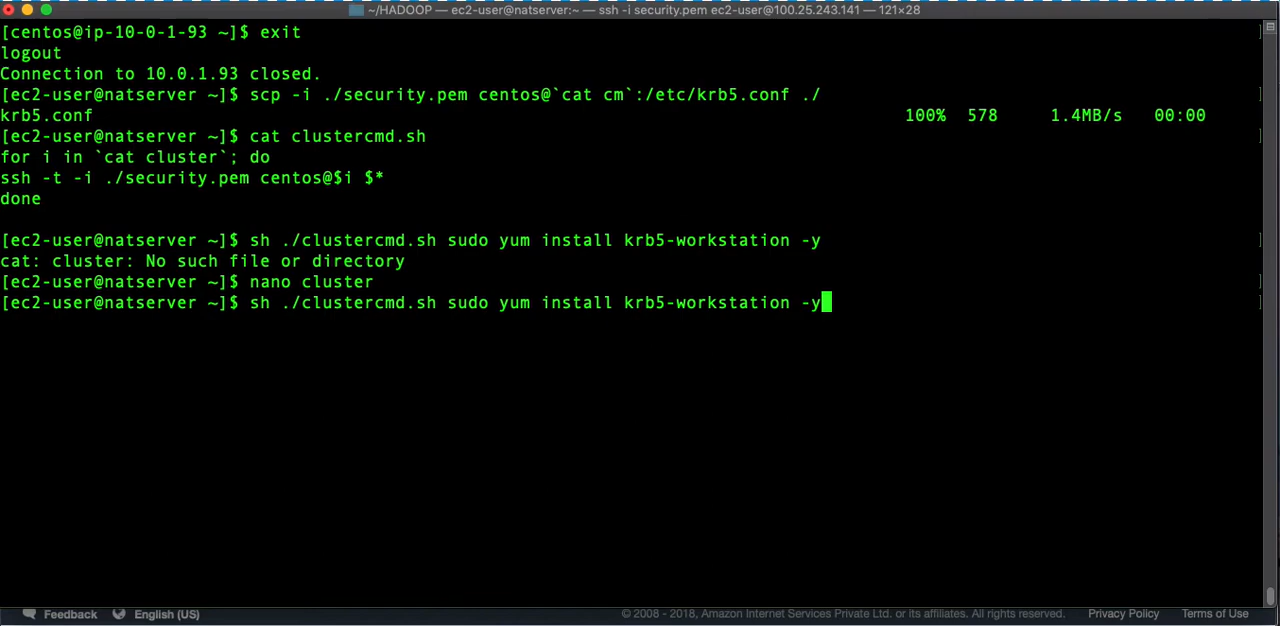 ~/HADOOP — ec2-user@natserver:~ — ssh -i security.pem ec2-user@100.25.243.141 — 121×28
[centos@ip-10-0-1-93 ~]$ exit
logout
Connection to 10.0.1.93 closed.
[ec2-user@natserver ~]$ scp -i ./security.pem centos@`cat cm`:/etc/krb5.conf ./
krb5.conf 100% 578 1.4MB/s 00:00
[ec2-user@natserver ~]$ cat clustercmd.sh
for i in `cat cluster`; do
ssh -t -i ./security.pem centos@$i $*
done
[ec2-user@natserver ~]$ sh ./clustercmd.sh sudo yum install krb5-workstation -y
cat: cluster: No such file or directory
[ec2-user@natserver ~]$ nano cluster
[ec2-user@natserver ~]$ sh ./clustercmd.sh sudo yum install krb5-workstation -y
Feedback English (US) © 2008 - 2018, Amazon Internet Services Private Ltd. or its affiliates. All rights reserved. Privacy Policy Terms of Use